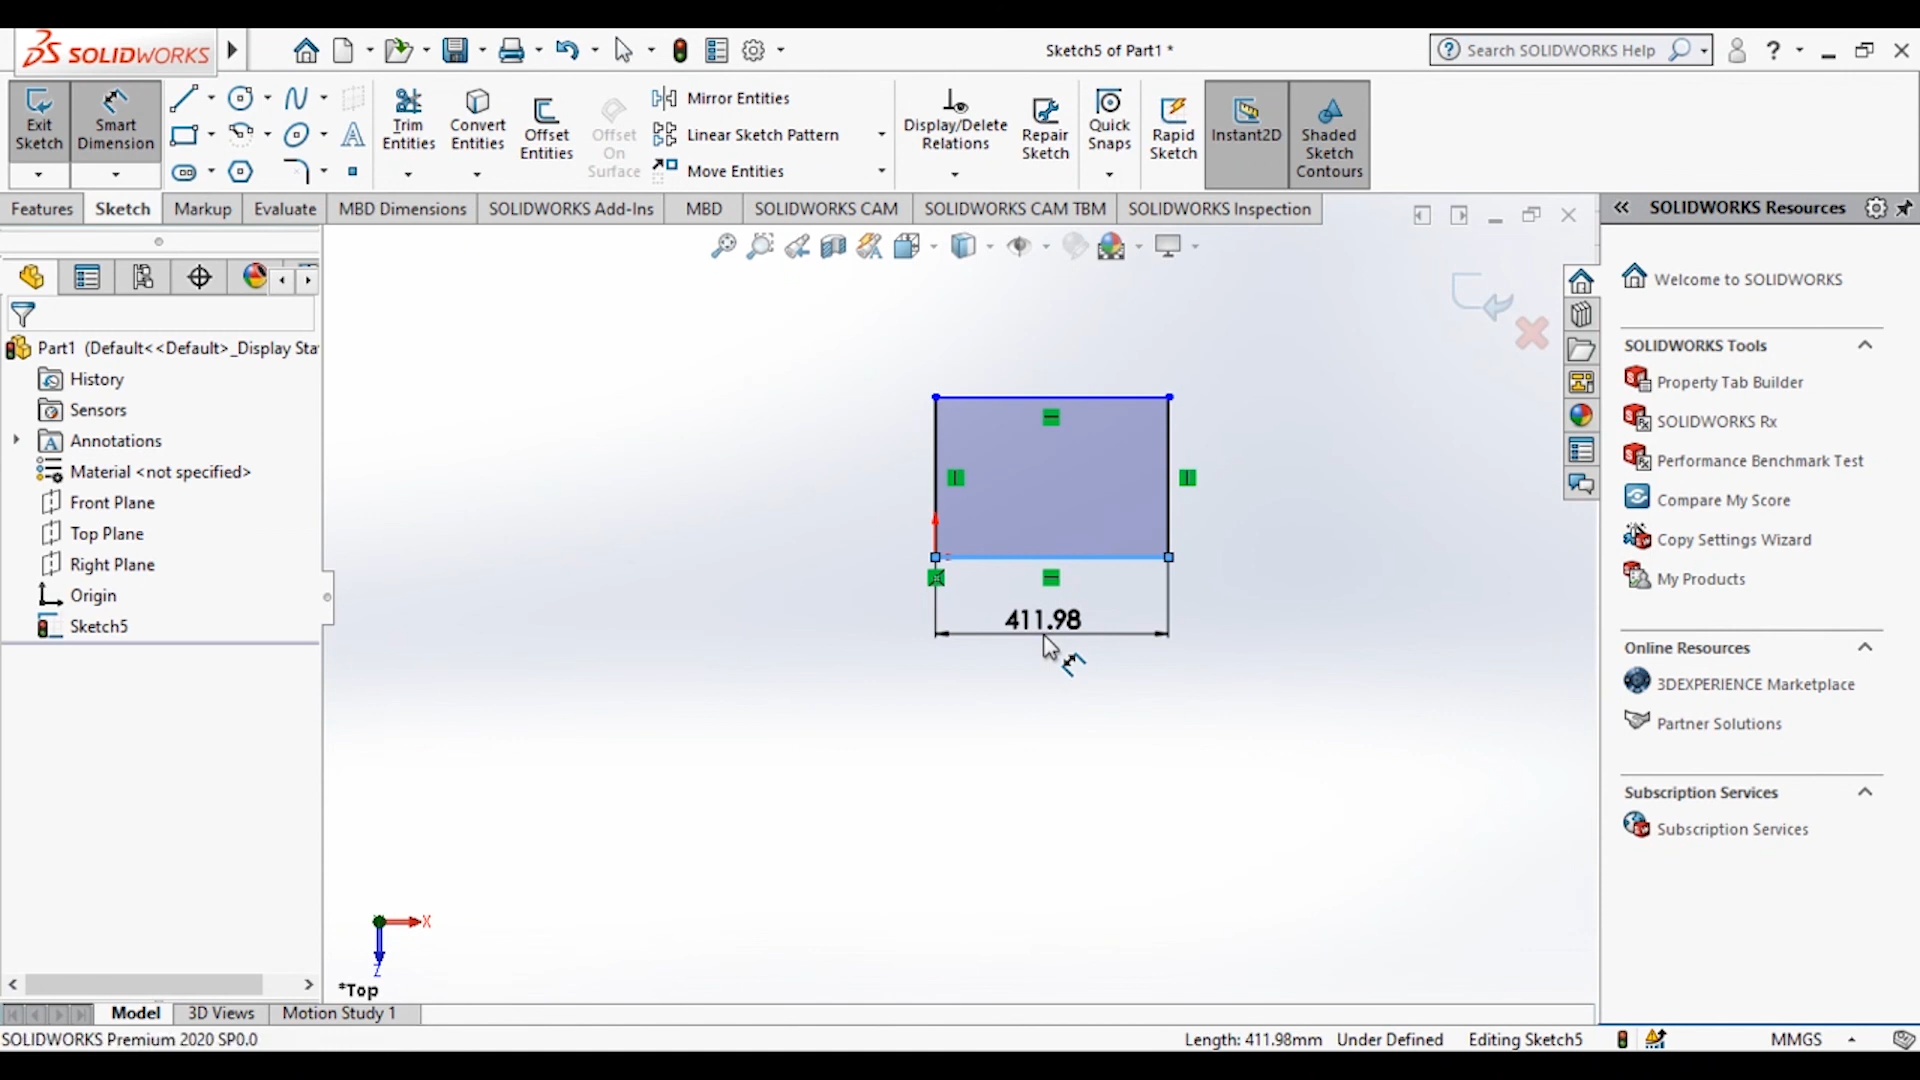 SOLIDWORKS
Sketch5 of Part1 *
Search SOLIDWORKS Help
Exit Sketch
Smart Dimension
Trim Entities
Convert Entities
Offset Entities
Offset On Surface
Mirror Entities
Linear Sketch Pattern
Move Entities
Display/Delete Relations
Repair Sketch
Quick Snaps
Rapid Sketch
Instant2D
Shaded Sketch Contours
Features Sketch Markup Evaluate MBD Dimensions SOLIDWORKS Add-Ins MBD SOLIDWORKS CAM SOLIDWORKS CAM TBM SOLIDWORKS Inspection
SOLIDWORKS Resources
Part1 (Default<<Default>_Display Sta
History
Sensors
Annotations
Material <not specified>
Front Plane
Top Plane
Right Plane
Origin
Sketch5
411.98
X
Z
*Top
Welcome to SOLIDWORKS
SOLIDWORKS Tools
Property Tab Builder
SOLIDWORKS Rx
Performance Benchmark Test
Compare My Score
Copy Settings Wizard
My Products
Online Resources
3DEXPERIENCE Marketplace
Partner Solutions
Subscription Services
Subscription Services
Model 3D Views Motion Study 1
SOLIDWORKS Premium 2020 SP0.0
Length: 411.98mm Under Defined Editing Sketch5 MMGS